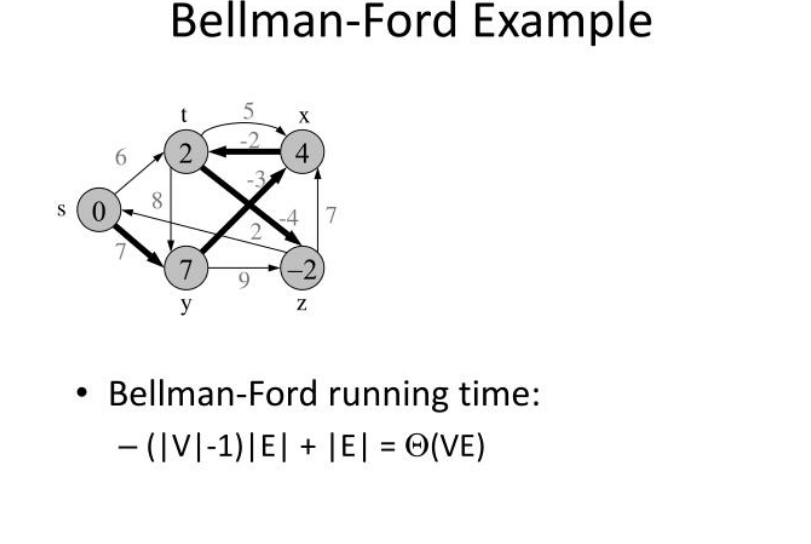 Bellman-Ford Example
t 5 x
6 2 -2 4
-3
s 0 8 -4 7
2
7 7 9 –2
y z
• Bellman-Ford running time:
– (|V|-1)|E| + |E| = Θ(VE)